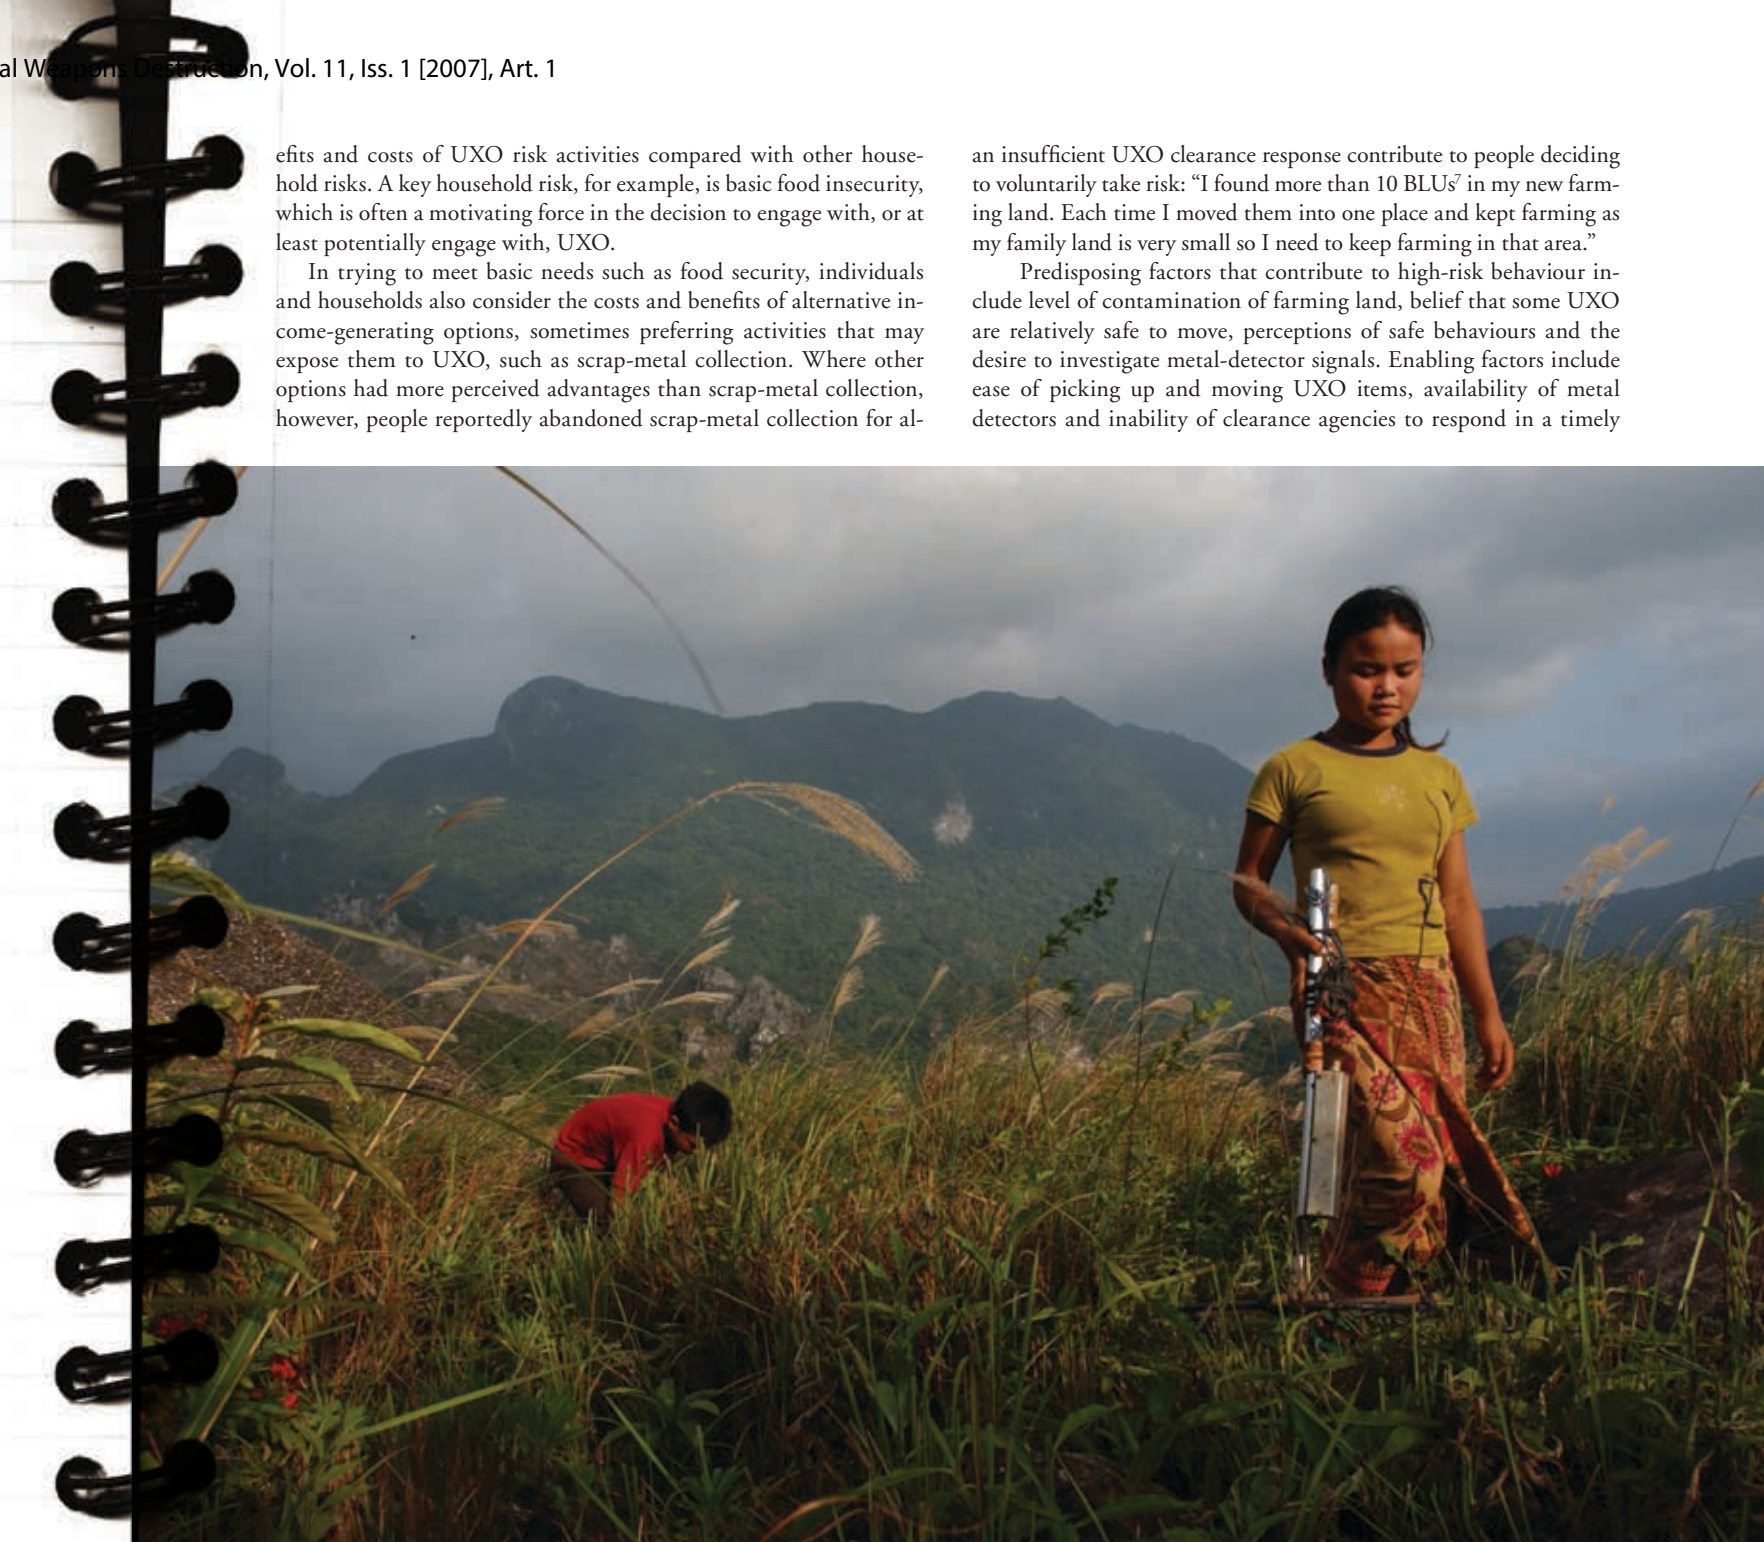 al Weapons Destruction, Vol. 11, Iss. 1 [2007], Art. 1
efits and costs of UXO risk activities compared with other house-
hold risks. A key household risk, for example, is basic food insecurity,
which is often a motivating force in the decision to engage with, or at
least potentially engage with, UXO.
In trying to meet basic needs such as food security, individuals
and households also consider the costs and benefits of alternative in-
come-generating options, sometimes preferring activities that may
expose them to UXO, such as scrap-metal collection. Where other
options had more perceived advantages than scrap-metal collection,
however, people reportedly abandoned scrap-metal collection for al-
an insufficient UXO clearance response contribute to people deciding
to voluntarily take risk: “I found more than 10 BLUs⁷ in my new farm-
ing land. Each time I moved them into one place and kept farming as
my family land is very small so I need to keep farming in that area.”
Predisposing factors that contribute to high-risk behaviour in-
clude level of contamination of farming land, belief that some UXO
are relatively safe to move, perceptions of safe behaviours and the
desire to investigate metal-detector signals. Enabling factors include
ease of picking up and moving UXO items, availability of metal
detectors and inability of clearance agencies to respond in a timely